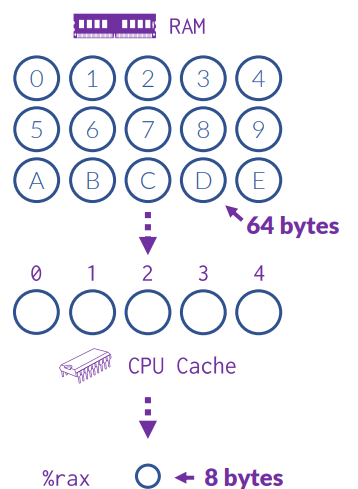 RAM
0 1 2 3 4
5 6 7 8 9
A B C D E
64 bytes
0 1 2 3 4
CPU Cache
%rax
8 bytes